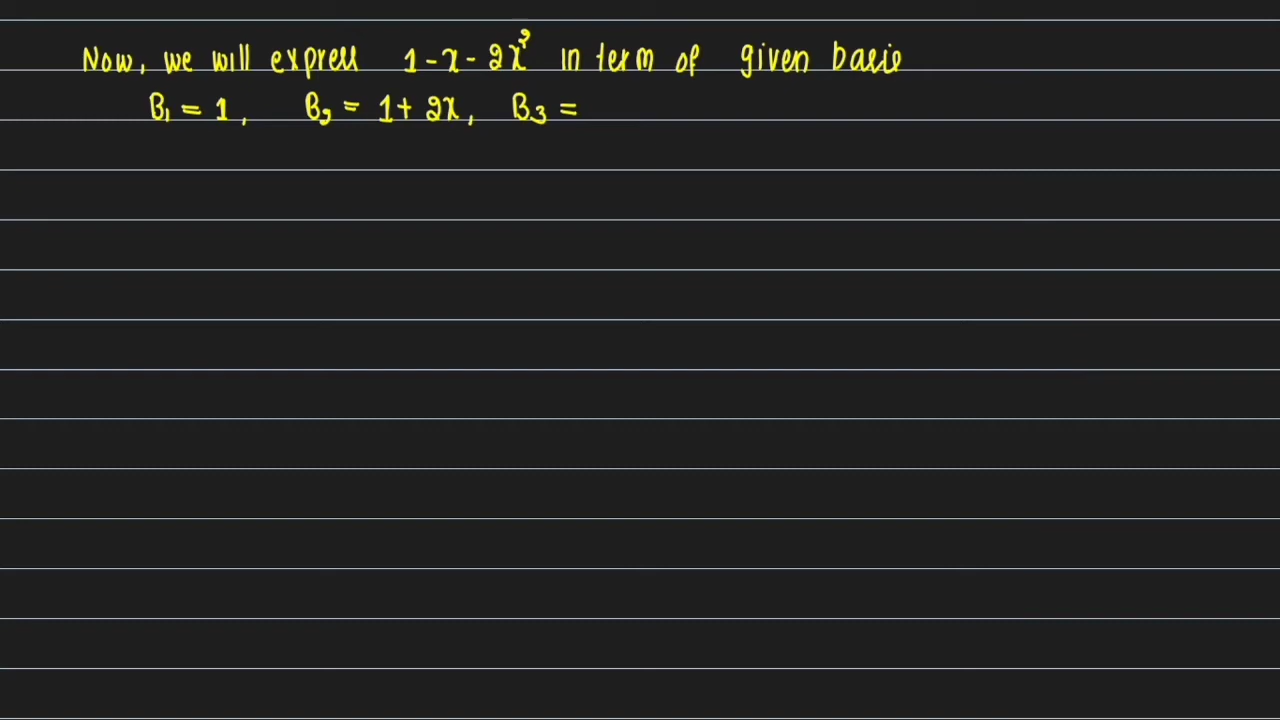 Now, we will express 1 - x - 2x² in term of given basis
B₁ = 1, B₂ = 1 + 2x, B₃ =